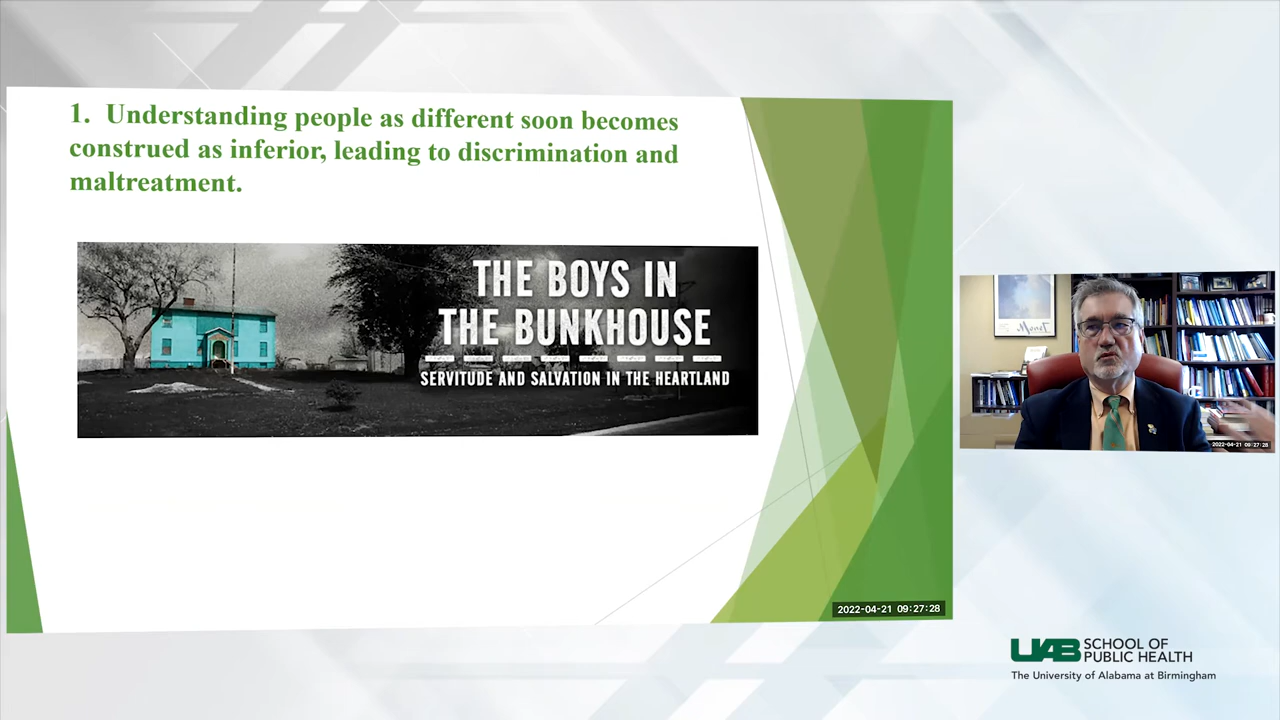 1. Understanding people as different soon becomes
construed as inferior, leading to discrimination and
maltreatment.
THE BOYS IN
THE BUNKHOUSE
SERVITUDE AND SALVATION IN THE HEARTLAND
2022-04-21 09:27:28
Monet
2022-04-21 09:27:28
UAB SCHOOL OF
PUBLIC HEALTH
The University of Alabama at Birmingham